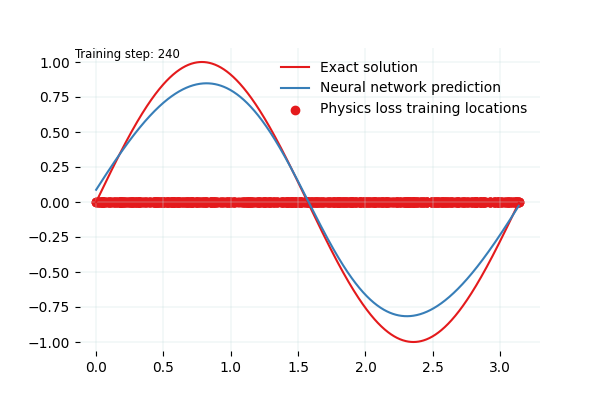 Training step: 240
Exact solution
Neural network prediction
Physics loss training locations
1.00
0.75
0.50
0.25
0.00
−0.25
−0.50
−0.75
−1.00
0.0 0.5 1.0 1.5 2.0 2.5 3.0